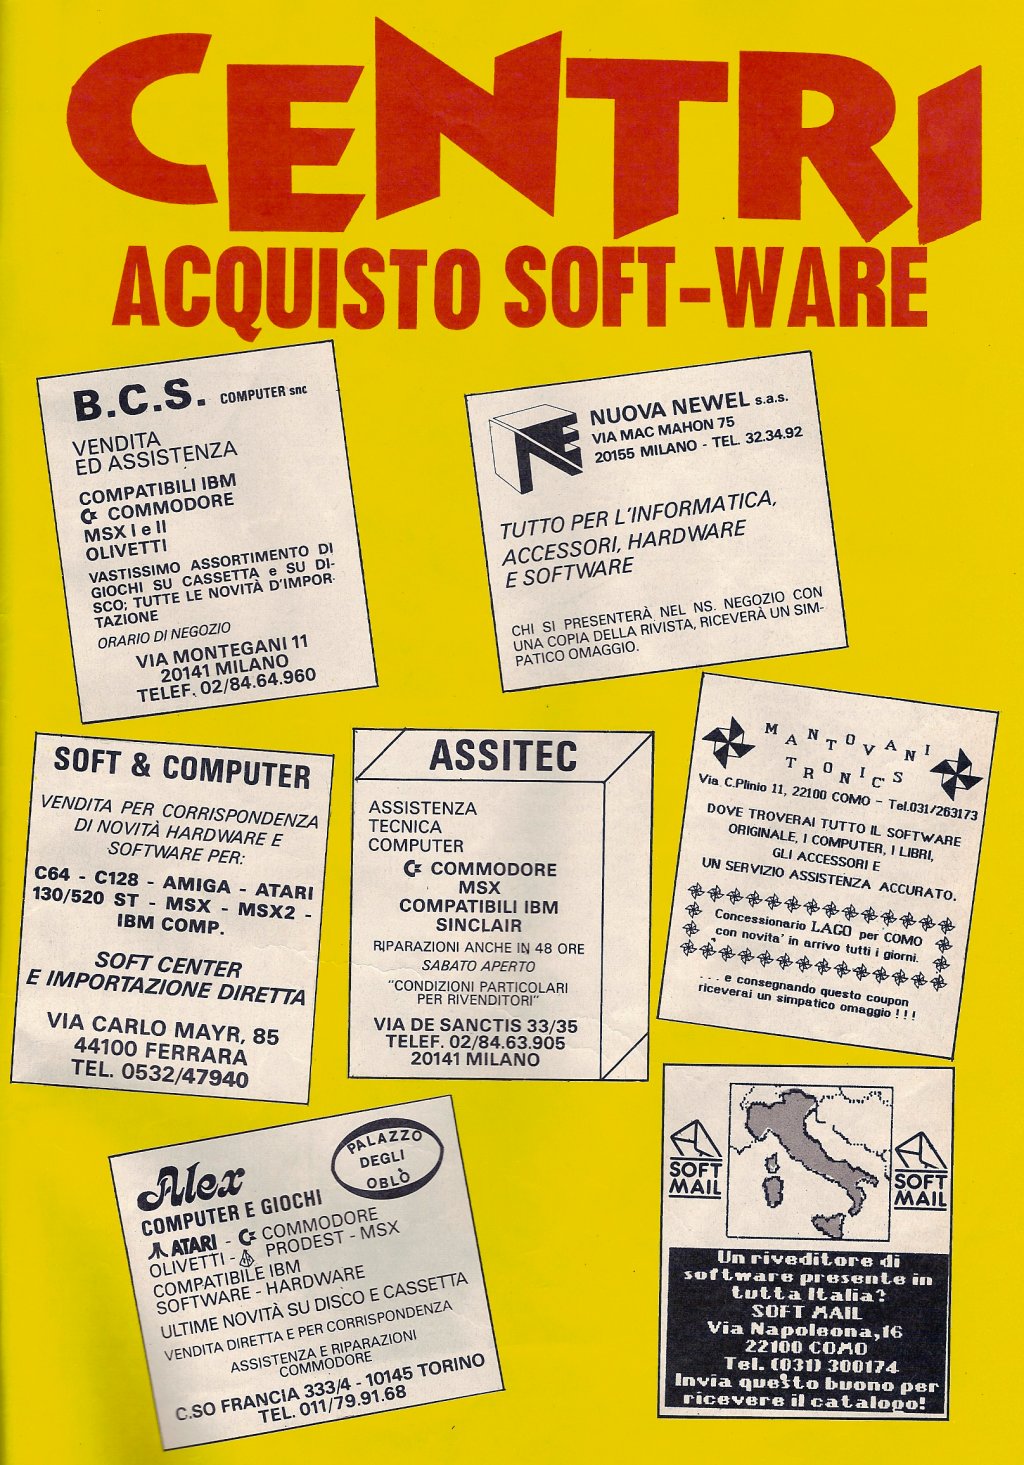 CENTRI
ACQUISTO SOFT-WARE
B.C.S. COMPUTER snc
VENDITA
ED ASSISTENZA
COMPATIBILI IBM
COMMODORE
MSX I e II
OLIVETTI
VASTISSIMO ASSORTIMENTO DI
GIOCHI SU CASSETTA e SU DI-
SCO; TUTTE LE NOVITÀ D'IMPOR-
TAZIONE
ORARIO DI NEGOZIO
VIA MONTEGANI 11
20141 MILANO
TELEF. 02/84.64.960
NUOVA NEWEL s.a.s.
VIA MAC MAHON 75
20155 MILANO - TEL. 32.34.92
TUTTO PER L'INFORMATICA,
ACCESSORI, HARDWARE
E SOFTWARE
CHI SI PRESENTERÀ NEL NS. NEGOZIO CON
UNA COPIA DELLA RIVISTA, RICEVERÀ UN SIM-
PATICO OMAGGIO.
SOFT & COMPUTER
VENDITA PER CORRISPONDENZA
DI NOVITÀ HARDWARE E
SOFTWARE PER:
C64 - C128 - AMIGA - ATARI
130/520 ST - MSX - MSX2 -
IBM COMP.
SOFT CENTER
E IMPORTAZIONE DIRETTA
VIA CARLO MAYR, 85
44100 FERRARA
TEL. 0532/47940
ASSITEC
ASSISTENZA
TECNICA
COMPUTER
COMMODORE
MSX
COMPATIBILI IBM
SINCLAIR
RIPARAZIONI ANCHE IN 48 ORE
SABATO APERTO
"CONDIZIONI PARTICOLARI
PER RIVENDITORI"
VIA DE SANCTIS 33/35
TELEF. 02/84.63.905
20141 MILANO
MANTOVANI
TRONICS
Via C.Plinio 11, 22100 COMO - Tel.031/263173
DOVE TROVERAI TUTTO IL SOFTWARE
ORIGINALE, I COMPUTER, I LIBRI,
GLI ACCESSORI E
UN SERVIZIO ASSISTENZA ACCURATO.
Concessionario LAGO per COMO
con novita' in arrivo tutti i giorni.
. . . e consegnando questo coupon
riceverai un simpatico omaggio ! ! !
Alex
COMPUTER E GIOCHI
PALAZZO
DEGLI
OBLÒ
ATARI - COMMODORE
OLIVETTI - PRODEST - MSX
COMPATIBILE IBM
SOFTWARE - HARDWARE
ULTIME NOVITÀ SU DISCO E CASSETTA
VENDITA DIRETTA E PER CORRISPONDENZA
ASSISTENZA E RIPARAZIONI
COMMODORE
C.SO FRANCIA 333/4 - 10145 TORINO
TEL. 011/79.91.68
SOFT
MAIL
SOFT
MAIL
Un riveditore di
software presente in
tutta Italia?
SOFT MAIL
Via Napoleona,16
22100 COMO
Tel. (031) 300174
Invia questo buono per
ricevere il catalogo!